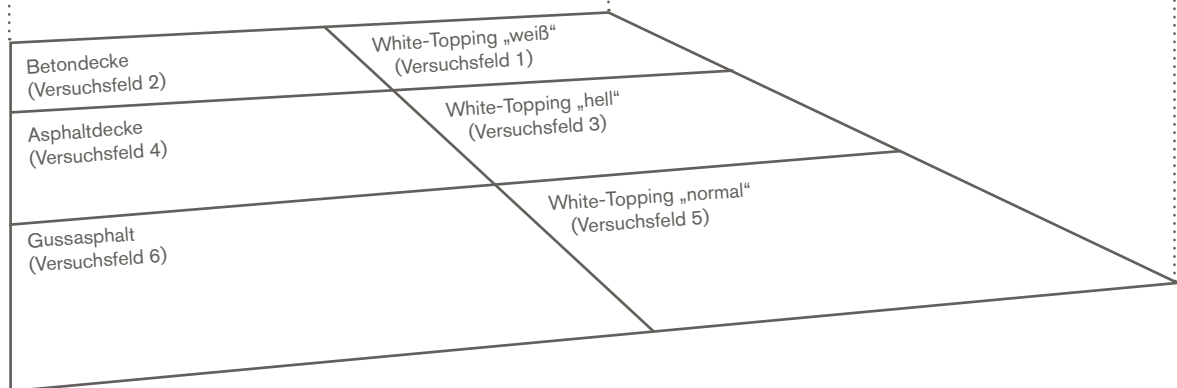 Betondecke
(Versuchsfeld 2)
White-Topping „weiß“
(Versuchsfeld 1)
Asphaltdecke
(Versuchsfeld 4)
White-Topping „hell“
(Versuchsfeld 3)
Gussasphalt
(Versuchsfeld 6)
White-Topping „normal“
(Versuchsfeld 5)